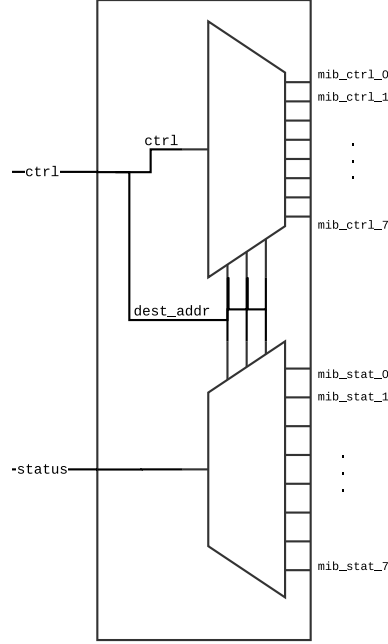 mib_ctrl_0
mib_ctrl_1
ctrl
ctrl
mib_ctrl_7
dest_addr
mib_stat_0
mib_stat_1
status
mib_stat_7